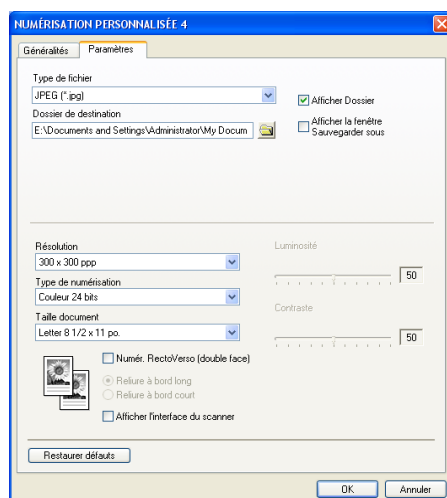 NUMÉRISATION PERSONNALISÉE 4
Généralités
Paramètres
Type de fichier
JPEG (*.jpg)
Afficher Dossier
Dossier de destination
E:\Documents and Settings\Administrator\My Docum
Afficher la fenêtre
Sauvegarder sous
Résolution
300 x 300 ppp
Luminosité
50
Type de numérisation
Couleur 24 bits
Contraste
Taille document
Letter 8 1/2 x 11 po.
50
Numér. RectoVerso (double face)
Reliure à bord long
Reliure à bord court
Afficher l'interface du scanner
Restaurer défauts
OK
Annuler